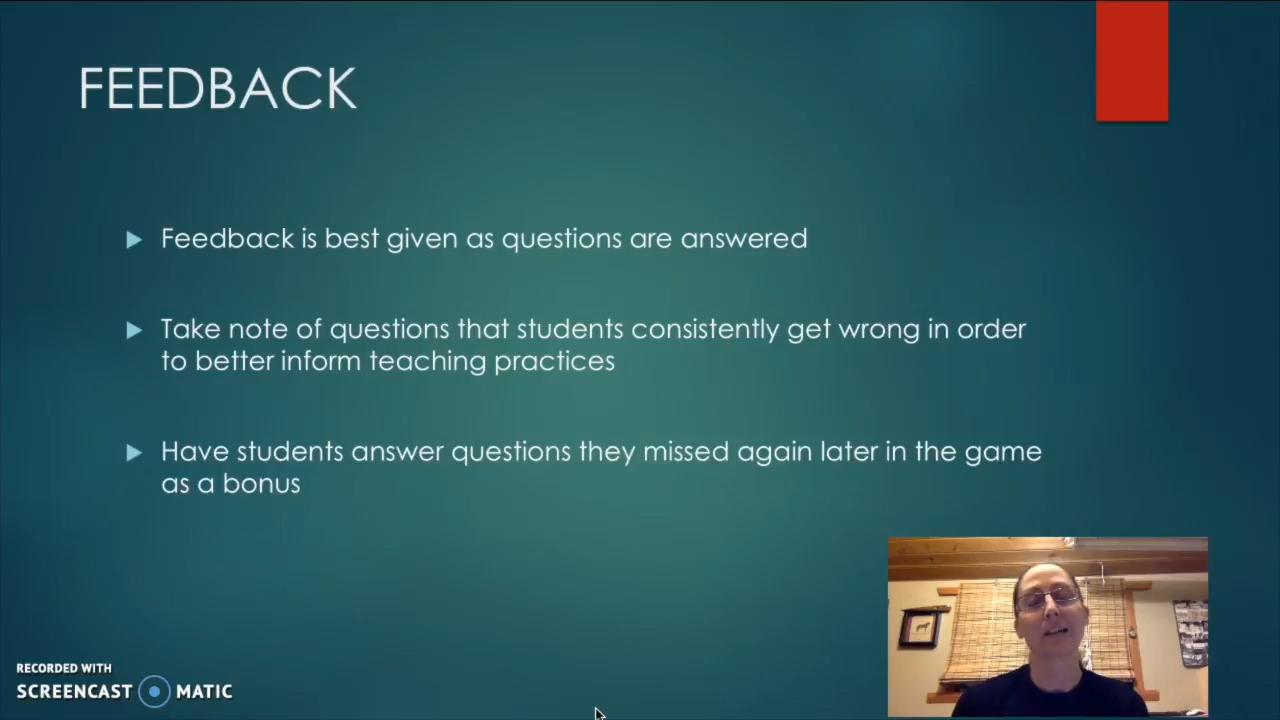 FEEDBACK
Feedback is best given as questions are answered
Take note of questions that students consistently get wrong in order
to better inform teaching practices
Have students answer questions they missed again later in the game
as a bonus
RECORDED WITH
SCREENCAST MATIC